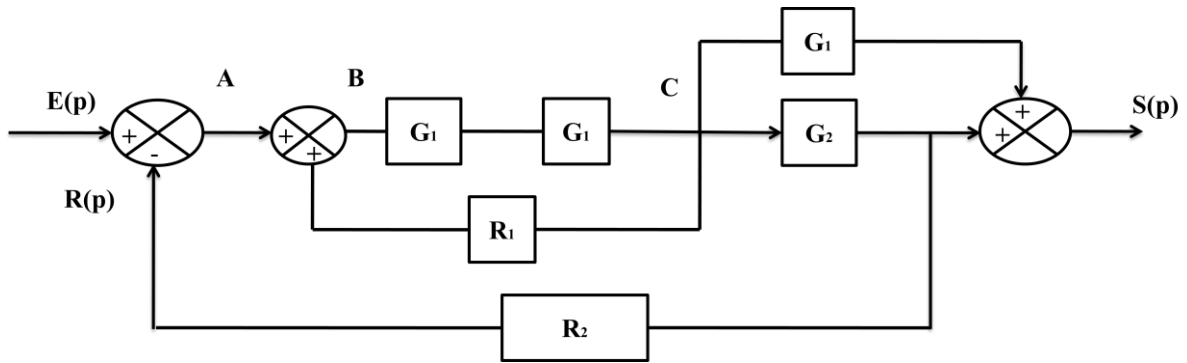 G₁
A
B
C
E(p)
S(p)
+
+
+
+
G₁
G₁
G₂
-
+
R(p)
R₁
R₂